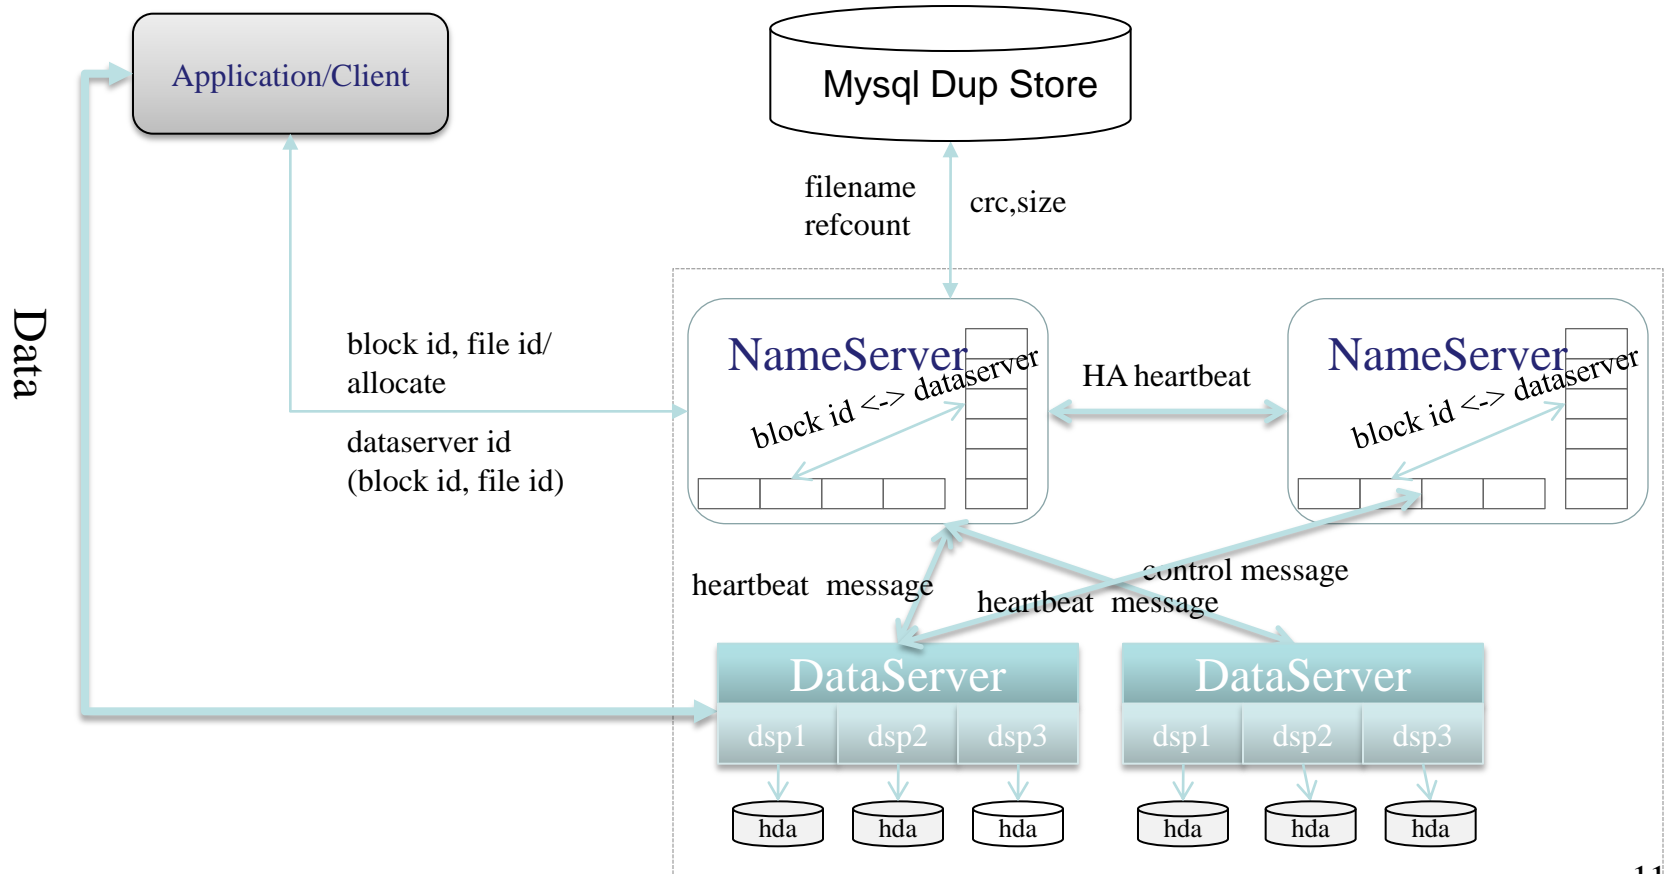 Application/Client
Mysql Dup Store
filename
refcount
crc,size
Data
block id, file id/
allocate
dataserver id
(block id, file id)
NameServer
block id <-> dataserver
HA heartbeat
NameServer
block id <-> dataserver
heartbeat message
control message
heartbeat message
DataServer
dsp1 dsp2 dsp3
hda hda hda
DataServer
dsp1 dsp2 dsp3
hda hda hda
11